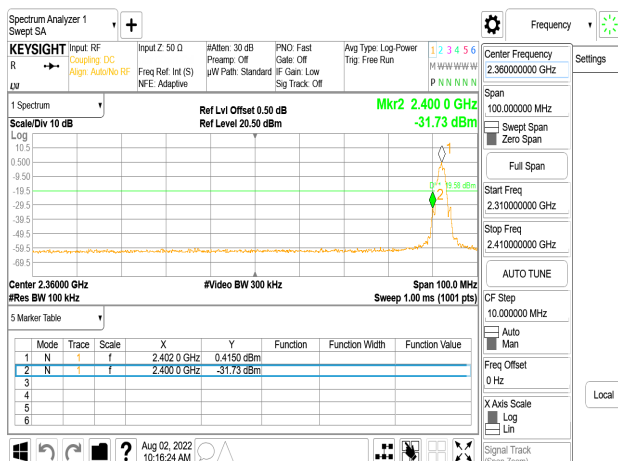 Spectrum Analyzer 1
Swept SA
Frequency
KEYSIGHT
R
Input: RF
Coupling: DC
Align: Auto/No RF
Input Z: 50 Ω
Freq Ref: Int (S)
NFE: Adaptive
#Atten: 30 dB
Preamp: Off
µW Path: Standard
PNO: Fast
Gate: Off
IF Gain: Low
Sig Track: Off
Avg Type: Log-Power
Trig: Free Run
1 2 3 4 5 6
M W W W W W
P N N N N N
Center Frequency
2.360000000 GHz
Settings
1 Spectrum
Scale/Div 10 dB
Ref Lvl Offset 0.50 dB
Ref Level 20.50 dBm
Mkr2 2.400 0 GHz
-31.73 dBm
Span
100.000000 MHz
Swept Span
Zero Span
Log
10.5
0.500
-9.50
-19.5
-29.5
-39.5
-49.5
-59.5
-69.5
1
2
Full Span
Start Freq
2.310000000 GHz
Stop Freq
2.410000000 GHz
AUTO TUNE
Center 2.36000 GHz
#Res BW 100 kHz
#Video BW 300 kHz
Span 100.0 MHz
Sweep 1.00 ms (1001 pts)
CF Step
10.000000 MHz
Auto
Man
5 Marker Table
Mode Trace Scale X Y Function Function Width Function Value
1 N 1 f 2.402 0 GHz 0.4150 dBm
2 N 1 f 2.400 0 GHz -31.73 dBm
3
4
5
6
Freq Offset
0 Hz
X Axis Scale
Log
Lin
Local
Signal Track
(Span Zoom)
?
Aug 02, 2022
10:16:24 AM